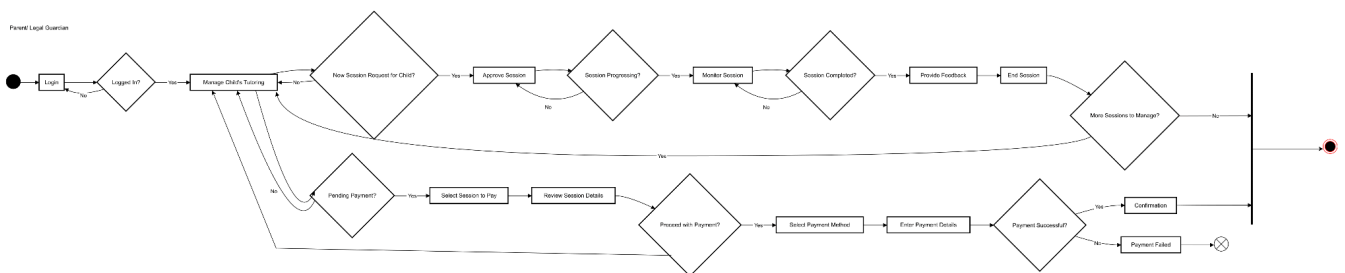 Parent/ Legal Guardian
Login
Logged In?
Yes
No
Manage Child's Tutoring
New Session Request for Child?
No
Yes
Approve Session
Session Progressing?
No
Yes
Monitor Session
Session Completed?
No
Yes
Provide Feedback
End Session
More Sessions to Manage?
No
Yes
Pending Payment?
No
Yes
Select Session to Pay
Review Session Details
Proceed with Payment?
Yes
Select Payment Method
Enter Payment Details
Payment Successful?
Yes
Confirmation
No
Payment Failed